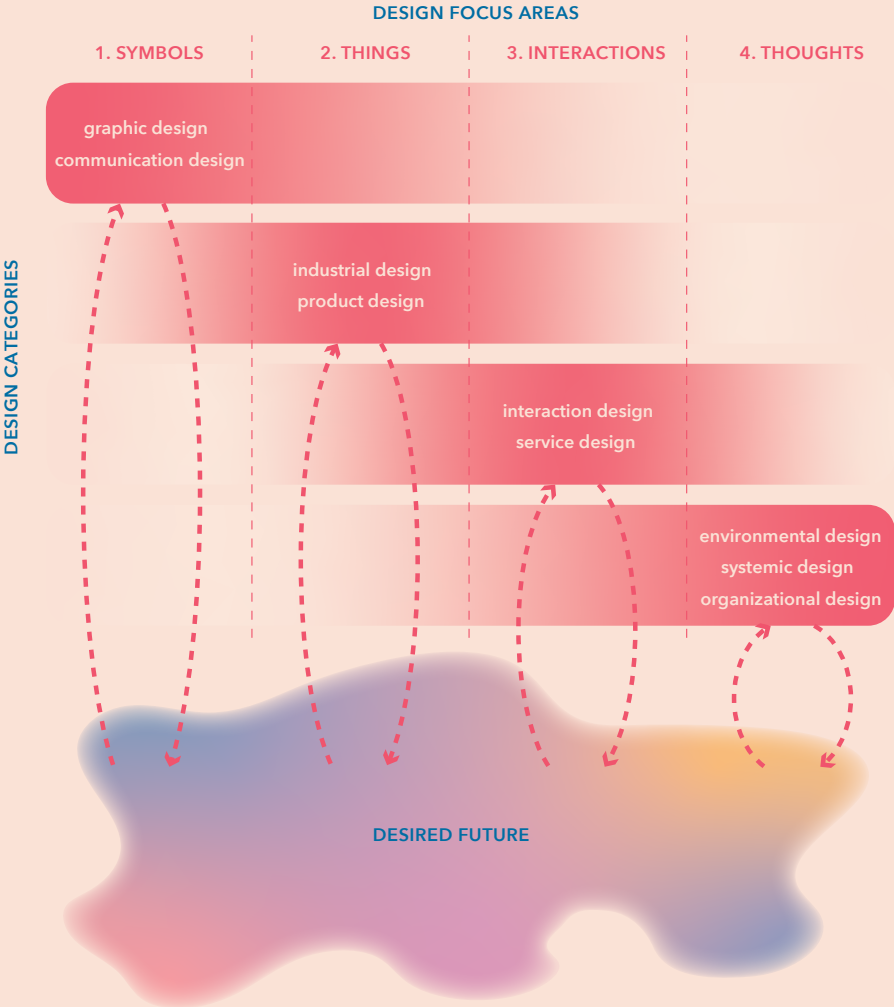 DESIGN FOCUS AREAS
1. SYMBOLS
2. THINGS
3. INTERACTIONS
4. THOUGHTS
DESIGN CATEGORIES
graphic design
communication design
industrial design
product design
interaction design
service design
environmental design
systemic design
organizational design
DESIRED FUTURE